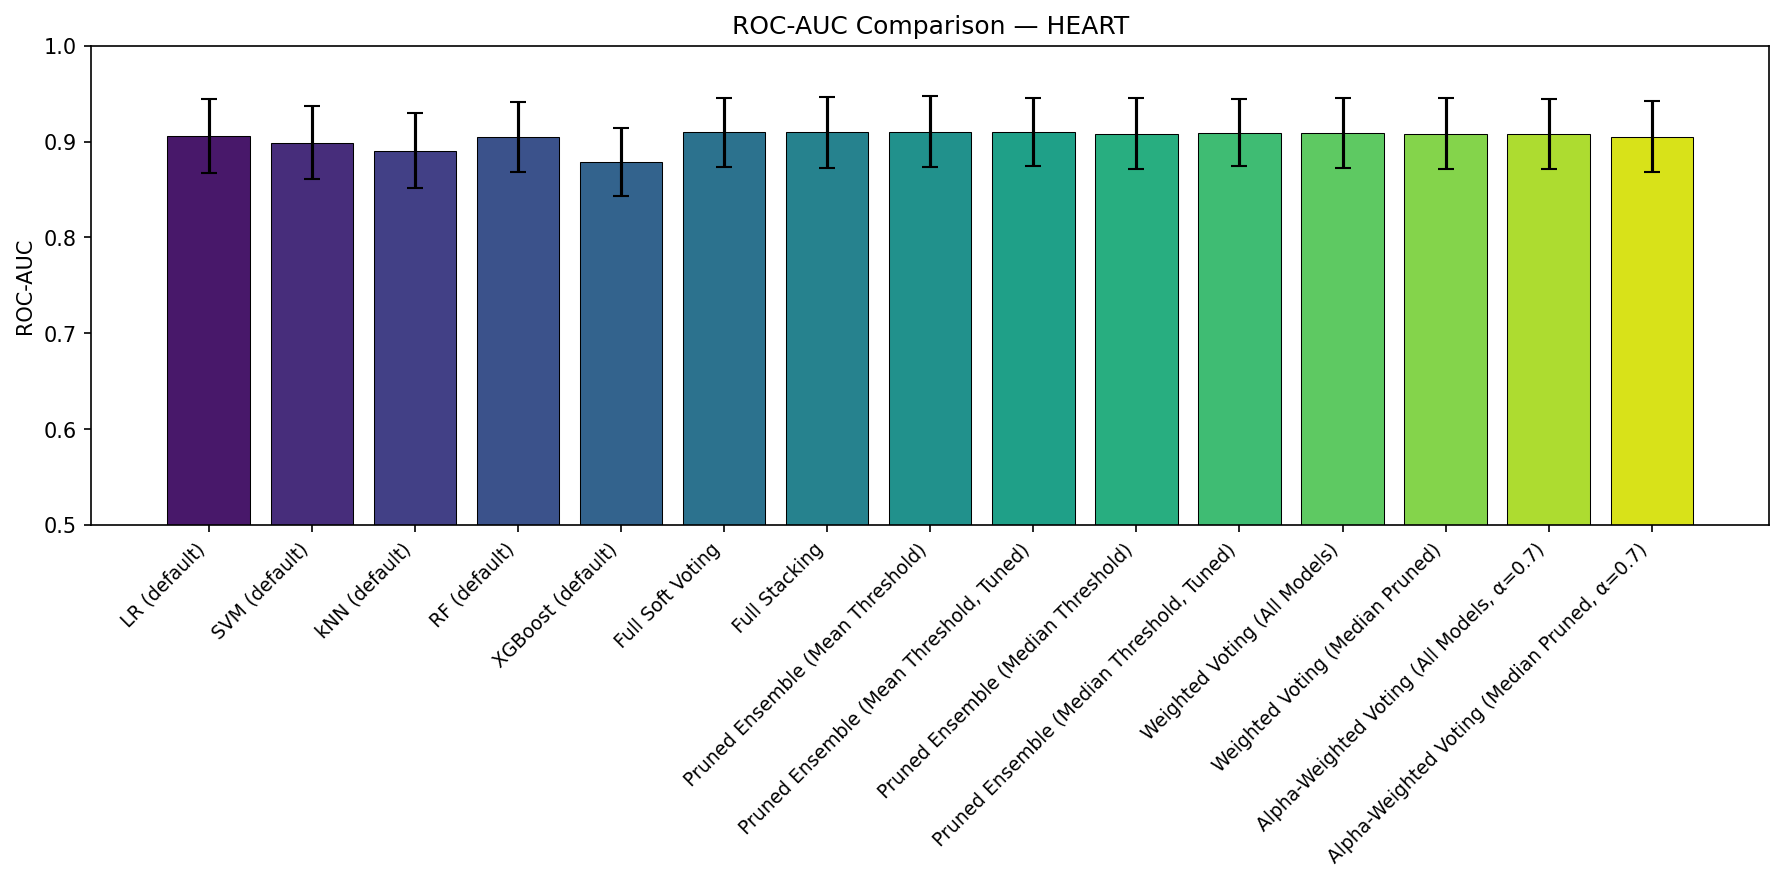 ROC-AUC Comparison — HEART
ROC-AUC
1.0
0.9
0.8
0.7
0.6
0.5
LR (default)
SVM (default)
kNN (default)
RF (default)
XGBoost (default)
Full Soft Voting
Full Stacking
Pruned Ensemble (Mean Threshold)
Pruned Ensemble (Mean Threshold, Tuned)
Pruned Ensemble (Median Threshold)
Pruned Ensemble (Median Threshold, Tuned)
Weighted Voting (All Models)
Weighted Voting (Median Pruned)
Alpha-Weighted Voting (All Models, α=0.7)
Alpha-Weighted Voting (Median Pruned, α=0.7)